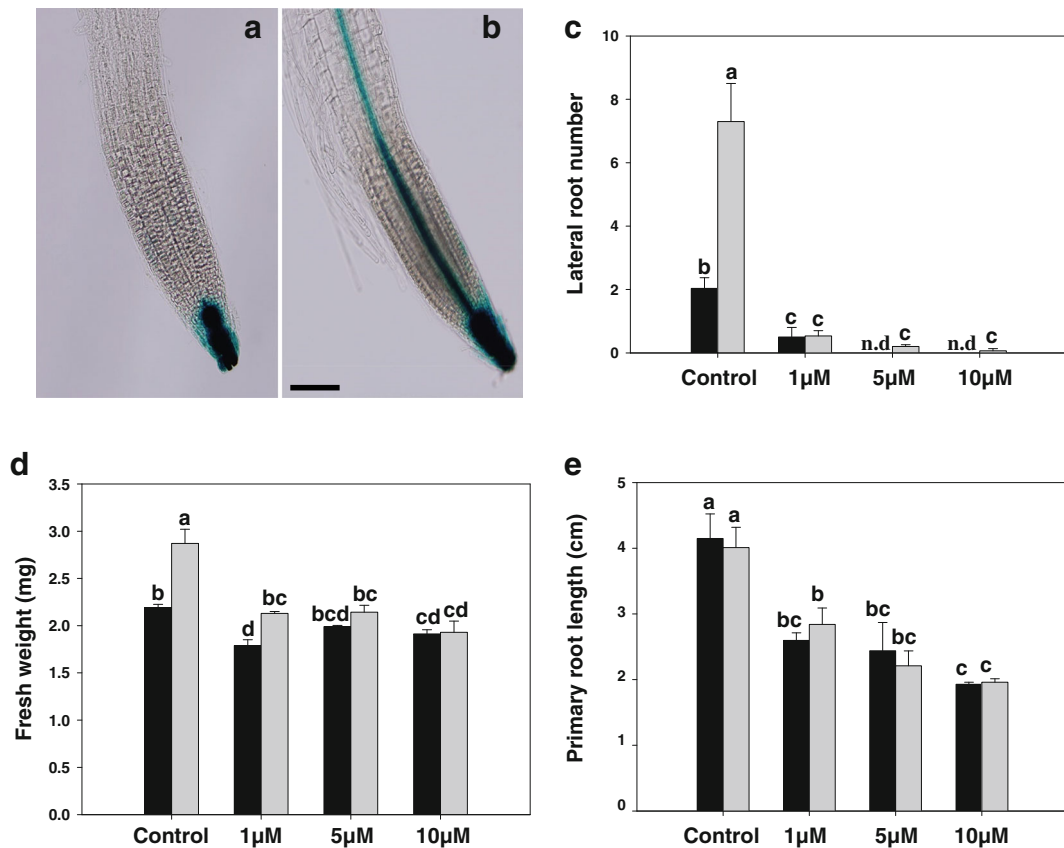 a
b
c
10
8
6
4
2
0
Lateral root number
b
a
c
c
n.d
c
n.d
c
Control
1µM
5µM
10µM
d
3.5
3.0
2.5
2.0
1.5
1.0
0.5
0.0
Fresh weight (mg)
b
a
d
bc
bcd
bc
cd
cd
Control
1µM
5µM
10µM
e
5
4
3
2
1
0
Primary root length (cm)
a
a
bc
b
bc
bc
c
c
Control
1µM
5µM
10µM